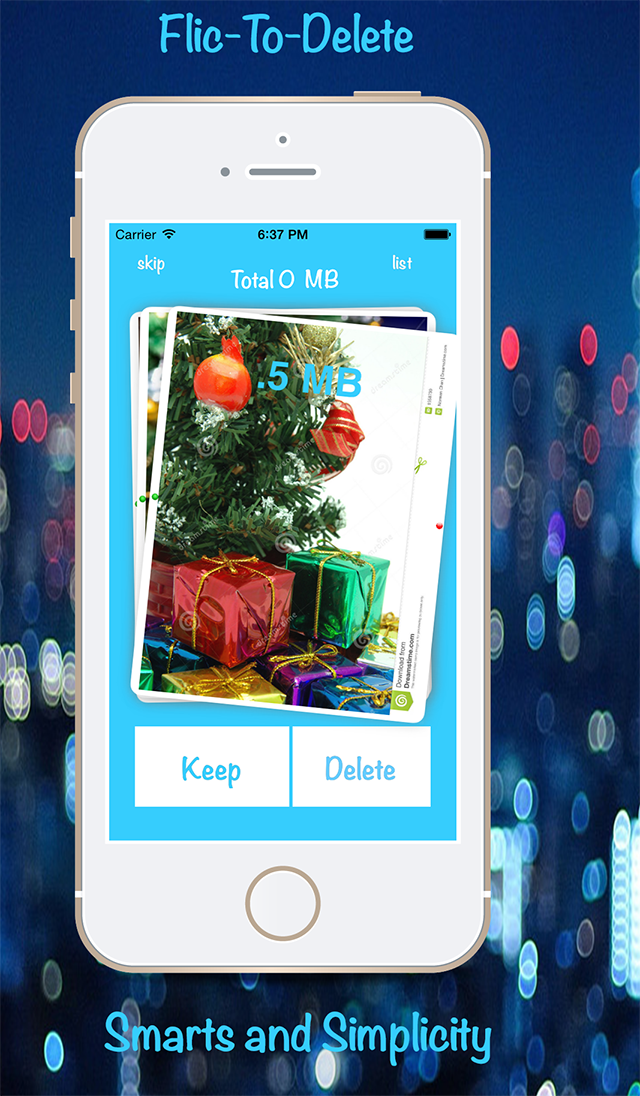 Flic-To-Delete
Carrier 6:37 PM
skip list
Total 0 MB
.5 MB
Download from
Dreamstime.com
Keep Delete
Smarts and Simplicity